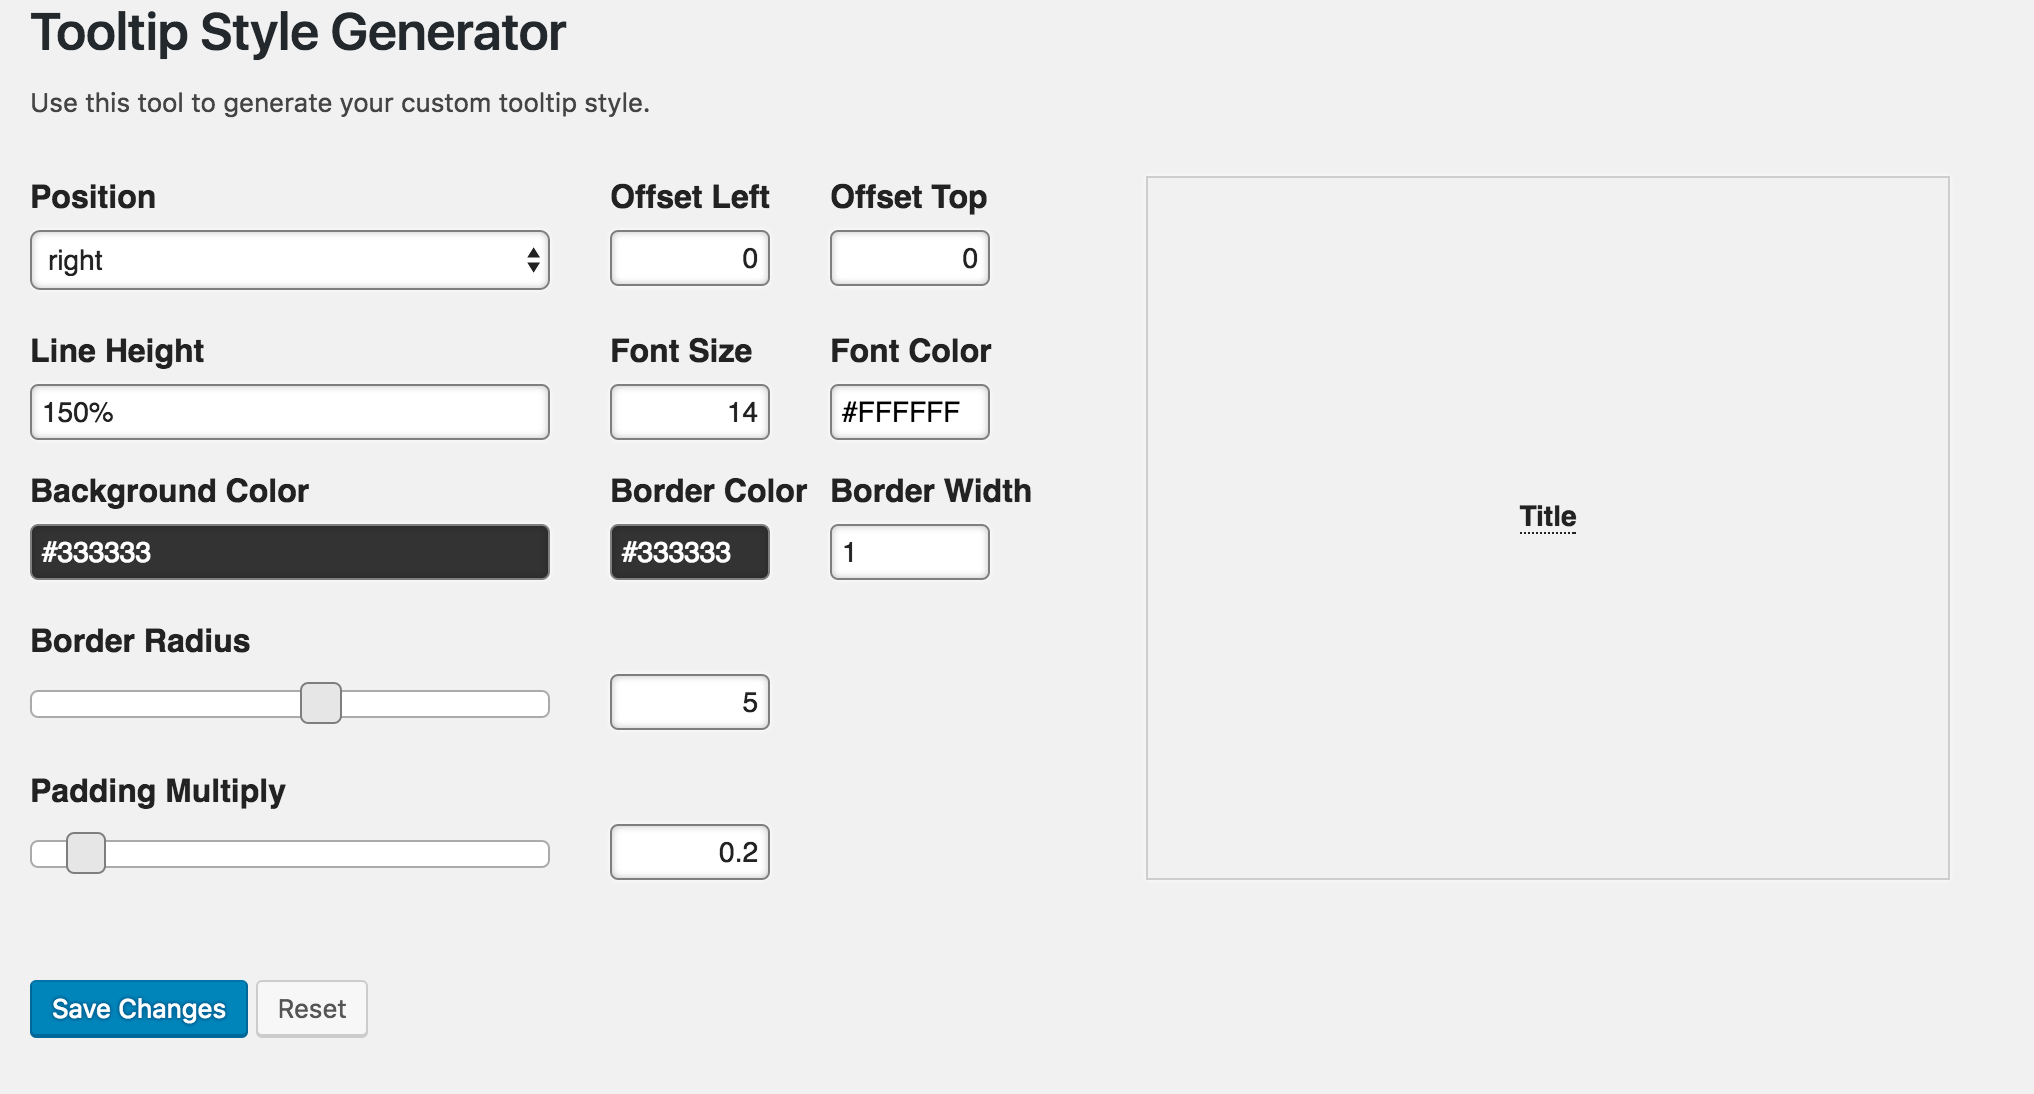 Tooltip Style Generator
Use this tool to generate your custom tooltip style.
Position
Offset Left
Offset Top
right
0
0
Line Height
Font Size
Font Color
150%
14
#FFFFFF
Background Color
Border Color
Border Width
#333333
#333333
1
Title
Border Radius
5
Padding Multiply
0.2
Save Changes
Reset